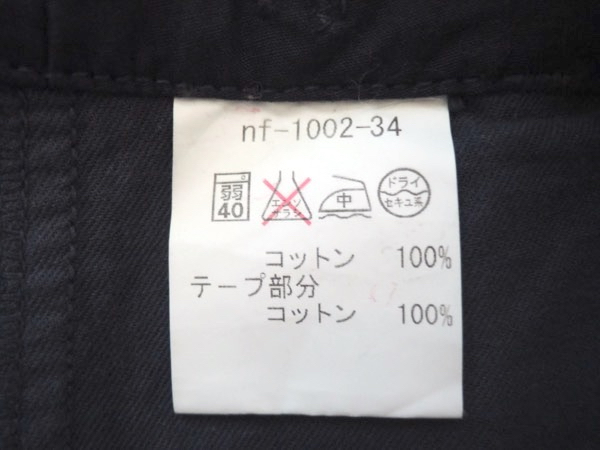 nf-1002-34
弱
40
エンソ
サラシ
中
ドライ
セキユ系
コットン 100%
テープ部分
コットン 100%